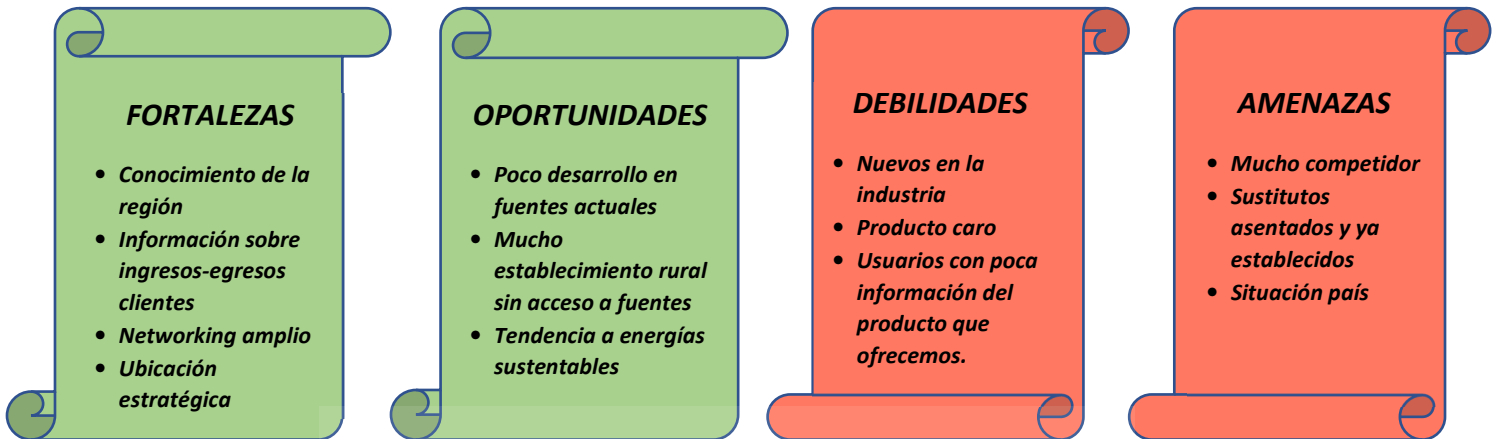 FORTALEZAS
• Conocimiento de la
región
• Información sobre
ingresos-egresos
clientes
• Networking amplio
• Ubicación
estratégica
OPORTUNIDADES
• Poco desarrollo en
fuentes actuales
• Mucho
establecimiento rural
sin acceso a fuentes
• Tendencia a energías
sustentables
DEBILIDADES
• Nuevos en la
industria
• Producto caro
• Usuarios con poca
información del
producto que
ofrecemos.
AMENAZAS
• Mucho competidor
• Sustitutos
asentados y ya
establecidos
• Situación país